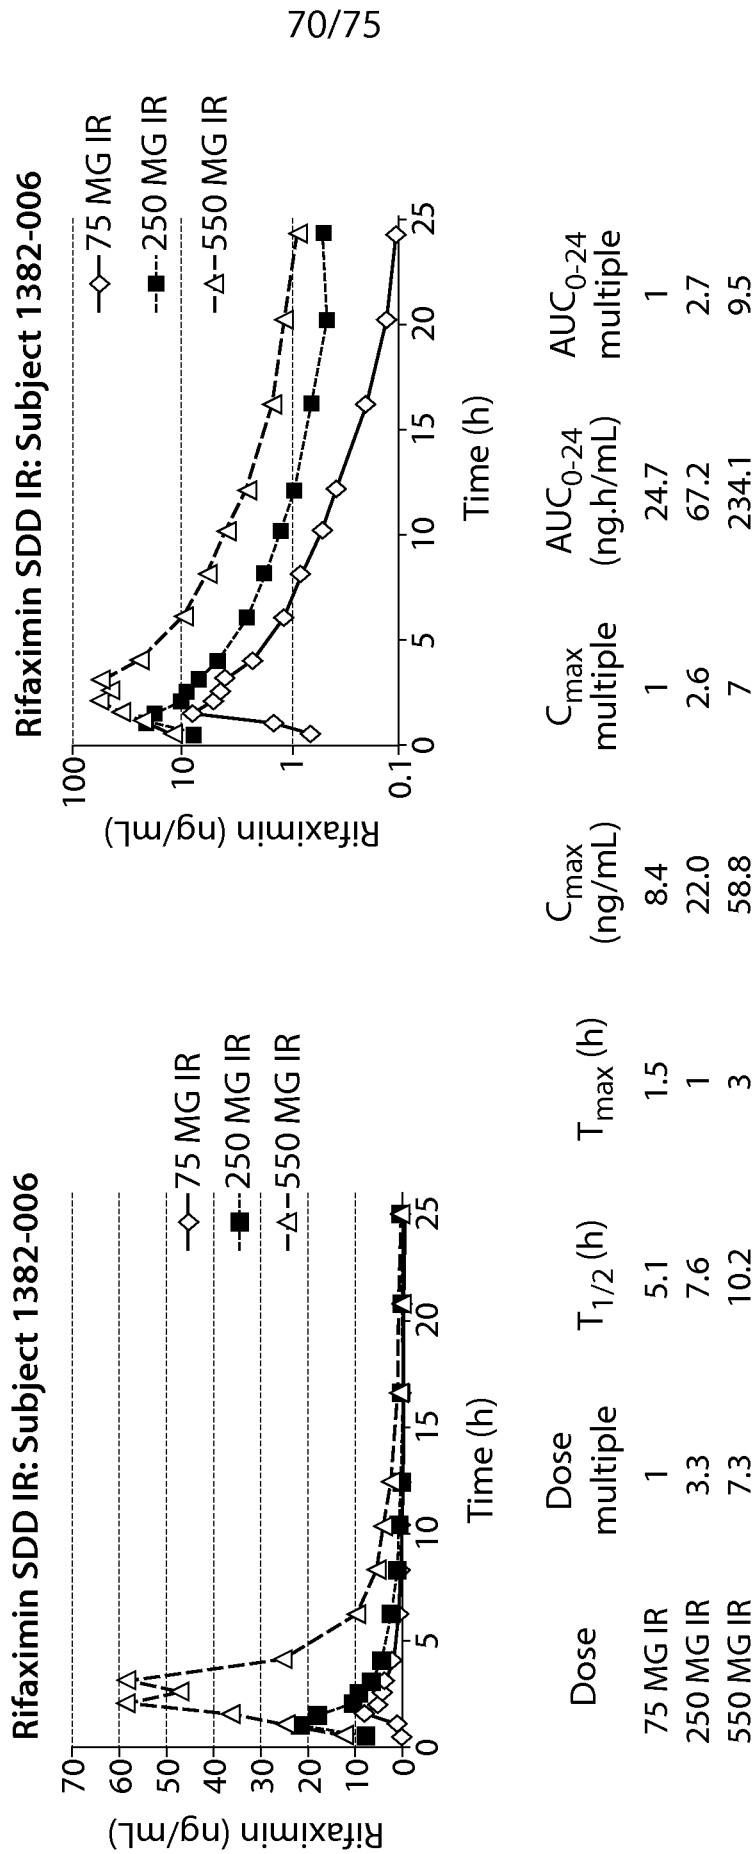 70/75
Rifaximin SDD IR: Subject 1382-006
Rifaximin (ng/mL)
70
60
50
40
30
20
10
0
0
5
10
15
20
25
Time (h)
75 MG IR
250 MG IR
550 MG IR
Rifaximin SDD IR: Subject 1382-006
Rifaximin (ng/mL)
100
10
1
0.1
0
5
10
15
20
25
Time (h)
75 MG IR
250 MG IR
550 MG IR
Dose Dose multiple T1/2 (h) Tmax (h) Cmax (ng/mL) Cmax multiple AUC0-24 (ng.h/mL) AUC0-24 multiple
75 MG IR 1 5.1 1.5 8.4 1 24.7 1
250 MG IR 3.3 7.6 1 22.0 2.6 67.2 2.7
550 MG IR 7.3 10.2 3 58.8 7 234.1 9.5